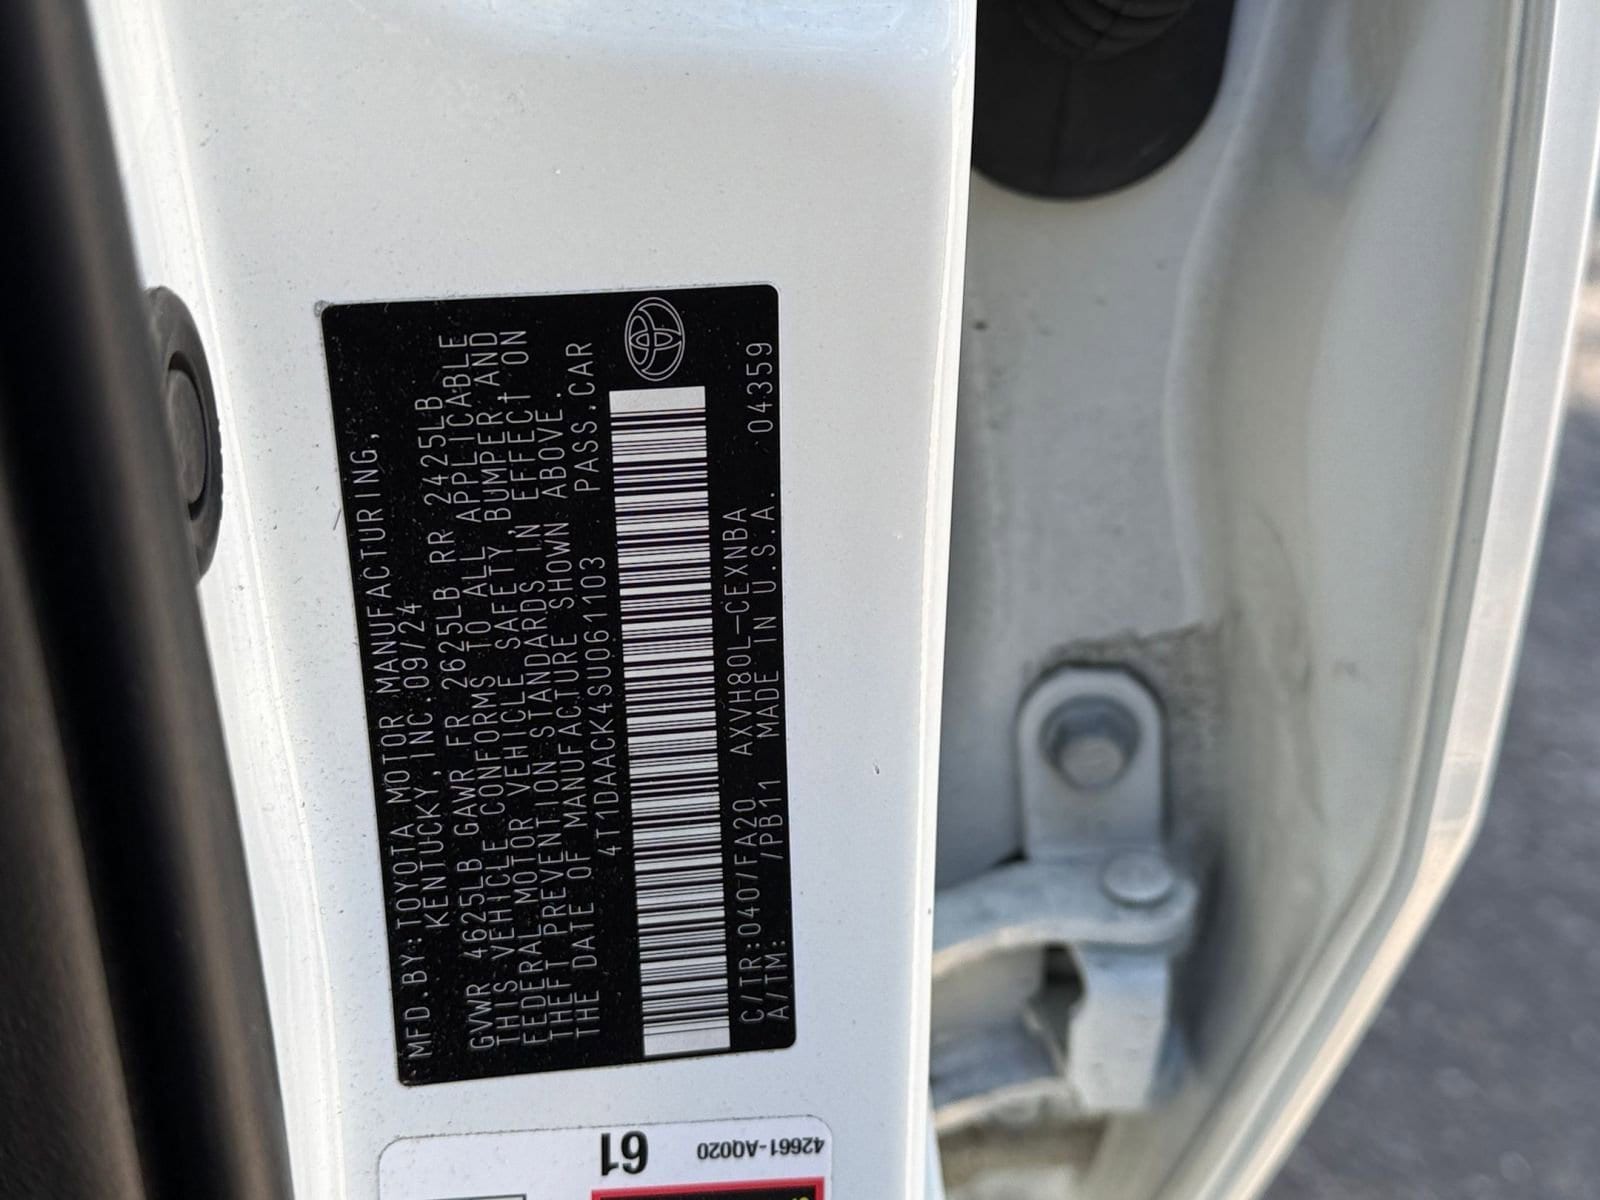 MFD.BY:TOYOTA MOTOR MANUFACTURING,
KENTUCKY,INC.09/24
GVWR 4625LB GAWR FR 2625LB RR 2425LB
THIS VEHICLE CONFORMS TO ALL APPLICABLE
FEDERAL MOTOR VEHICLE SAFETY,BUMPER,AND
THEFT PREVENTION STANDARDS IN EFFECT ON
THE DATE OF MANUFACTURE SHOWN ABOVE.
4T1DAACK4SU061103 PASS.CAR
C/TR:0407/FA20 AXVH80L-CEXNBA 04359
A/TM: /PB11 MADE IN U.S.A.
61
42661-AQ020